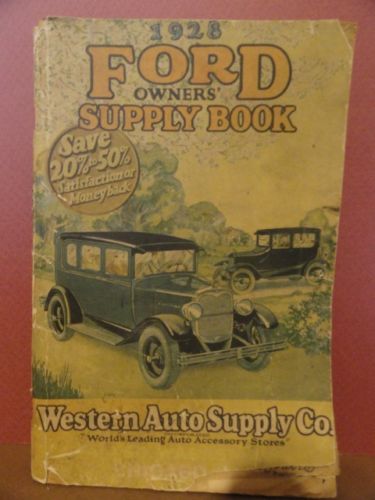 1928
FORD
OWNERS'
SUPPLY BOOK
Save
20% to 50%
Satisfaction or
Money back
Western Auto Supply Co.
"World's Leading Auto Accessory Stores"